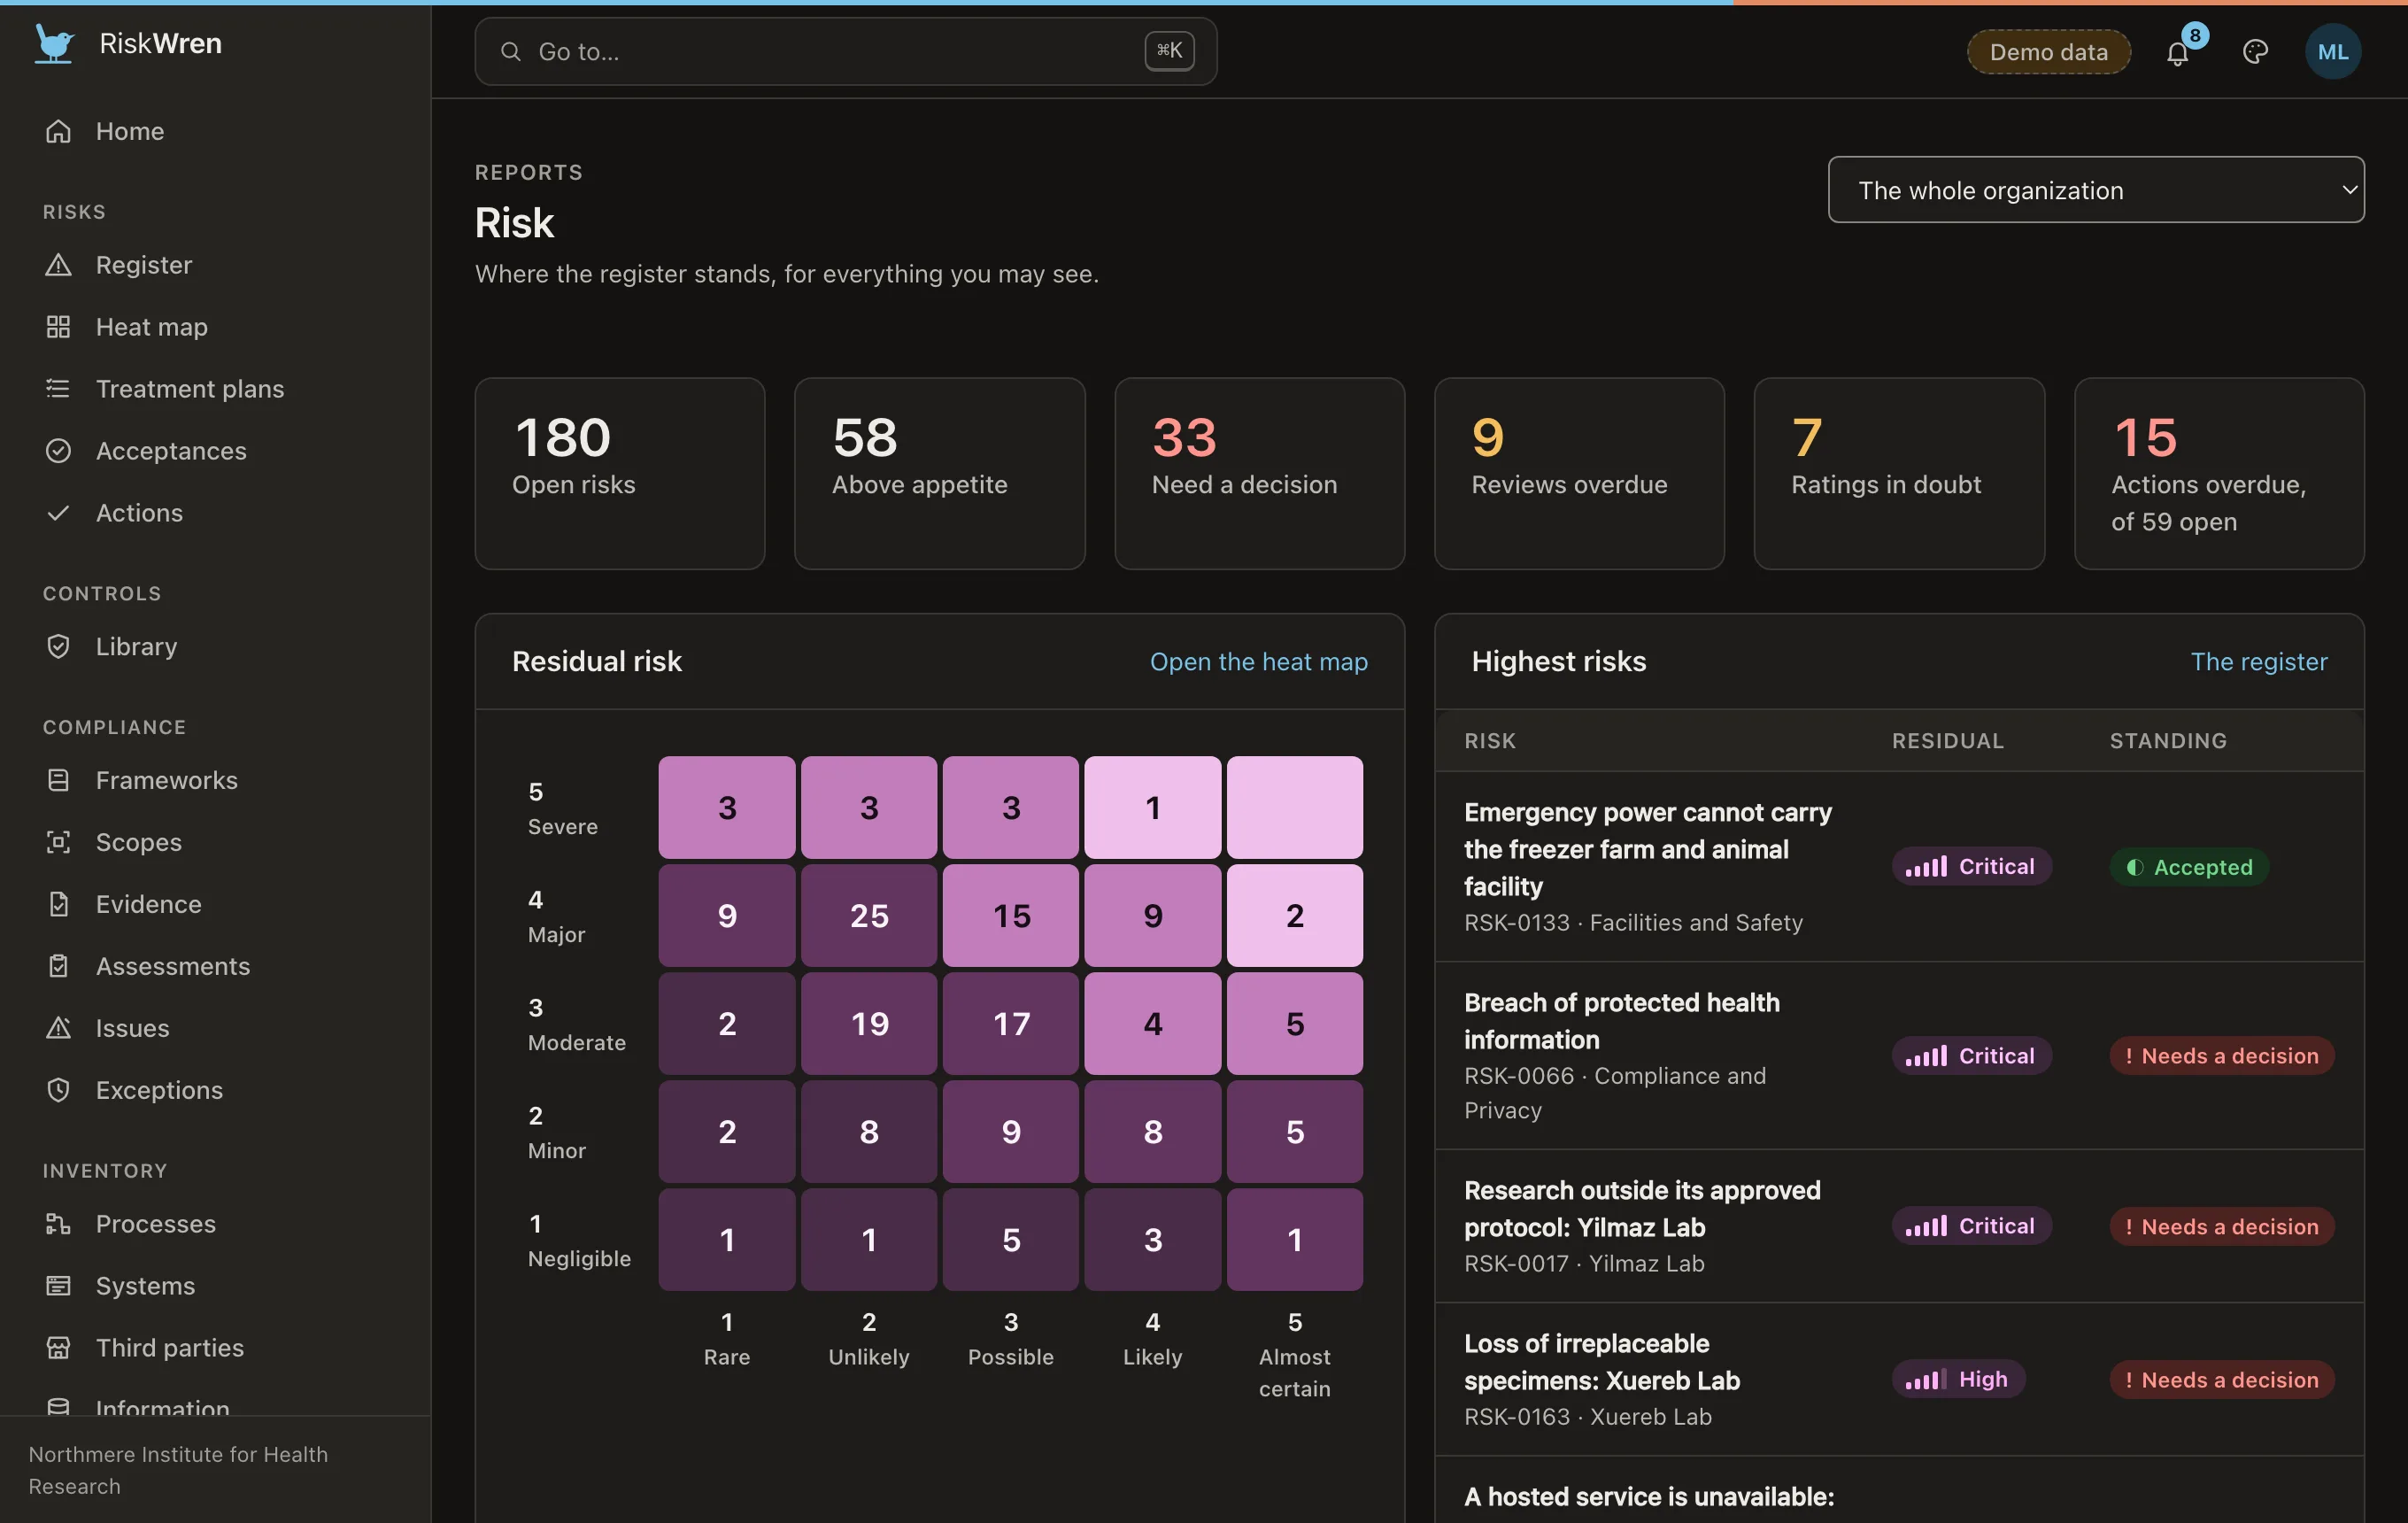 RiskWren
Go to...
⌘K
Demo data
8
ML
Home
RISKS
Register
Heat map
Treatment plans
Acceptances
Actions
CONTROLS
Library
COMPLIANCE
Frameworks
Scopes
Evidence
Assessments
Issues
Exceptions
INVENTORY
Processes
Systems
Third parties
Information
Northmere Institute for Health
Research
REPORTS
Risk
Where the register stands, for everything you may see.
The whole organization
180
Open risks
58
Above appetite
33
Need a decision
9
Reviews overdue
7
Ratings in doubt
15
Actions overdue,
of 59 open
Residual risk
Open the heat map
5
Severe
3 3 3 1
4
Major
9 25 15 9 2
3
Moderate
2 19 17 4 5
2
Minor
2 8 9 8 5
1
Negligible
1 1 5 3 1
1 2 3 4 5
Rare Unlikely Possible Likely Almost
certain
Highest risks
The register
RISK RESIDUAL STANDING
Emergency power cannot carry
the freezer farm and animal
facility
RSK-0133 · Facilities and Safety
Critical
Accepted
Breach of protected health
information
RSK-0066 · Compliance and
Privacy
Critical
! Needs a decision
Research outside its approved
protocol: Yilmaz Lab
RSK-0017 · Yilmaz Lab
Critical
! Needs a decision
Loss of irreplaceable
specimens: Xuereb Lab
RSK-0163 · Xuereb Lab
High
! Needs a decision
A hosted service is unavailable: